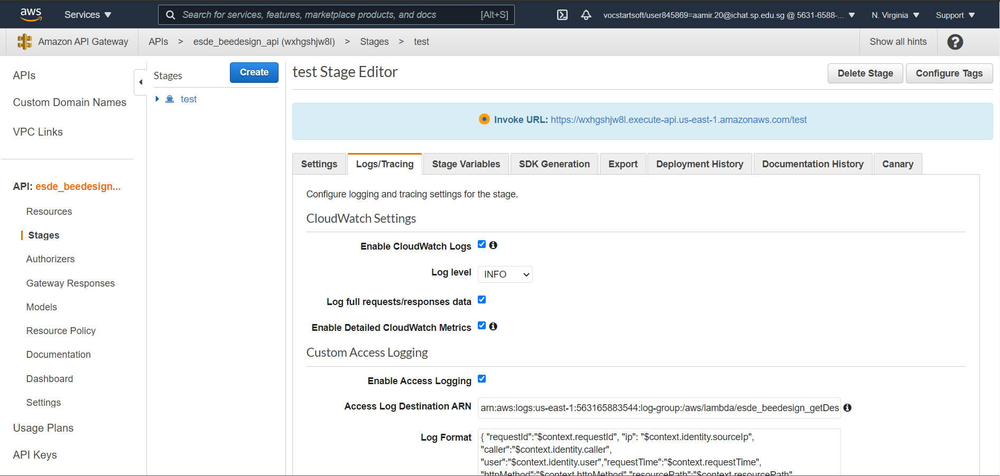 aws
Services
Search for services, features, marketplace products, and docs
[Alt+S]
vocstartsoft/user845869=aamir.20@ichat.sp.edu.sg @ 5631-6588-...
N. Virginia
Support
Amazon API Gateway
APIs > esde_beedesign_api (wxhgshjw8l) > Stages > test
Show all hints
?
APIs
Custom Domain Names
VPC Links
API: esde_beedesign...
Resources
Stages
Authorizers
Gateway Responses
Models
Resource Policy
Documentation
Dashboard
Settings
Usage Plans
API Keys
Stages
Create
test
test Stage Editor
Delete Stage
Configure Tags
Invoke URL: https://wxhgshjw8l.execute-api.us-east-1.amazonaws.com/test
Settings
Logs/Tracing
Stage Variables
SDK Generation
Export
Deployment History
Documentation History
Canary
Configure logging and tracing settings for the stage.
CloudWatch Settings
Enable CloudWatch Logs
Log level
INFO
Log full requests/responses data
Enable Detailed CloudWatch Metrics
Custom Access Logging
Enable Access Logging
Access Log Destination ARN
arn:aws:logs:us-east-1:563165883544:log-group:/aws/lambda/esde_beedesign_getDes
Log Format
{ "requestId":"$context.requestId", "ip": "$context.identity.sourceIp",
"caller":"$context.identity.caller",
"user":"$context.identity.user","requestTime":"$context.requestTime",
"httpMethod":"$context.httpMethod","resourcePath":"$context.resourcePath",